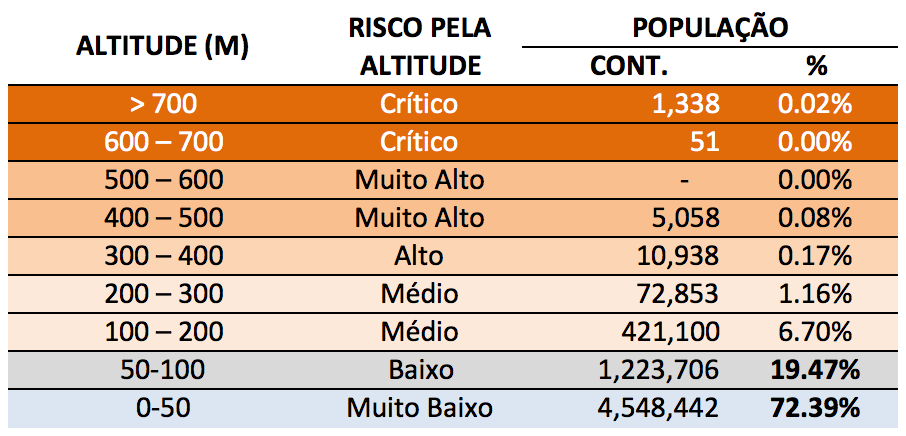 ALTITUDE (M) RISCO PELA ALTITUDE POPULAÇÃO
CONT. %
> 700 Crítico 1,338 0.02%
600 – 700 Crítico 51 0.00%
500 – 600 Muito Alto - 0.00%
400 – 500 Muito Alto 5,058 0.08%
300 – 400 Alto 10,938 0.17%
200 – 300 Médio 72,853 1.16%
100 – 200 Médio 421,100 6.70%
50-100 Baixo 1,223,706 19.47%
0-50 Muito Baixo 4,548,442 72.39%